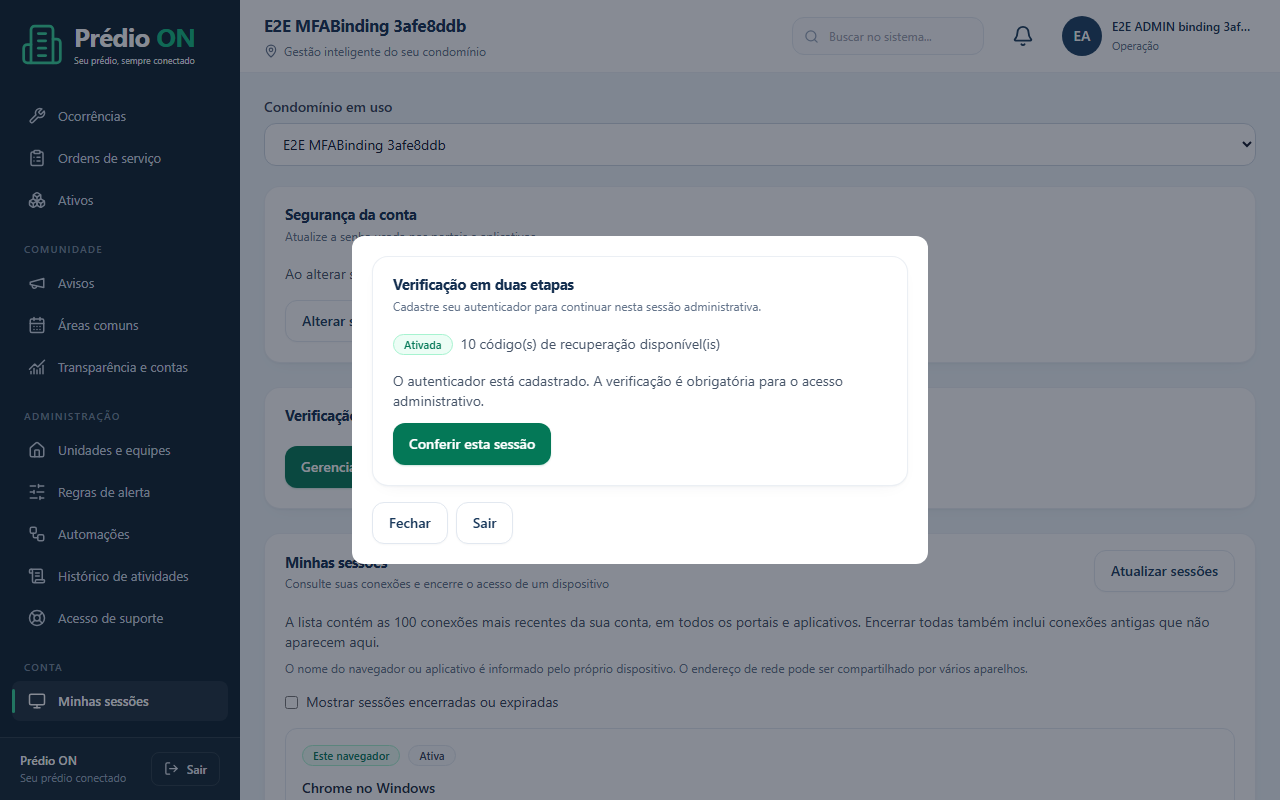 Prédio ON
Seu prédio, sempre conectado
Ocorrências
Ordens de serviço
Ativos
COMUNIDADE
Avisos
Áreas comuns
Transparência e contas
ADMINISTRAÇÃO
Unidades e equipes
Regras de alerta
Automações
Histórico de atividades
Acesso de suporte
CONTA
Minhas sessões
Prédio ON
Seu prédio conectado
Sair
E2E MFABinding 3afe8ddb
Gestão inteligente do seu condomínio
Buscar no sistema...
EA
E2E ADMIN binding 3af...
Operação
Condomínio em uso
E2E MFABinding 3afe8ddb
Segurança da conta
Atualize a senha usada nos portais e aplicativos.
Ao alterar s
Alterar s
Verificação
Gerencia
Verificação em duas etapas
Cadastre seu autenticador para continuar nesta sessão administrativa.
Ativada 10 código(s) de recuperação disponível(is)
O autenticador está cadastrado. A verificação é obrigatória para o acesso
administrativo.
Conferir esta sessão
Fechar Sair
Minhas sessões
Consulte suas conexões e encerre o acesso de um dispositivo
Atualizar sessões
A lista contém as 100 conexões mais recentes da sua conta, em todos os portais e aplicativos. Encerrar todas também inclui conexões antigas que não
aparecem aqui.
O nome do navegador ou aplicativo é informado pelo próprio dispositivo. O endereço de rede pode ser compartilhado por vários aparelhos.
Mostrar sessões encerradas ou expiradas
Este navegador Ativa
Chrome no Windows